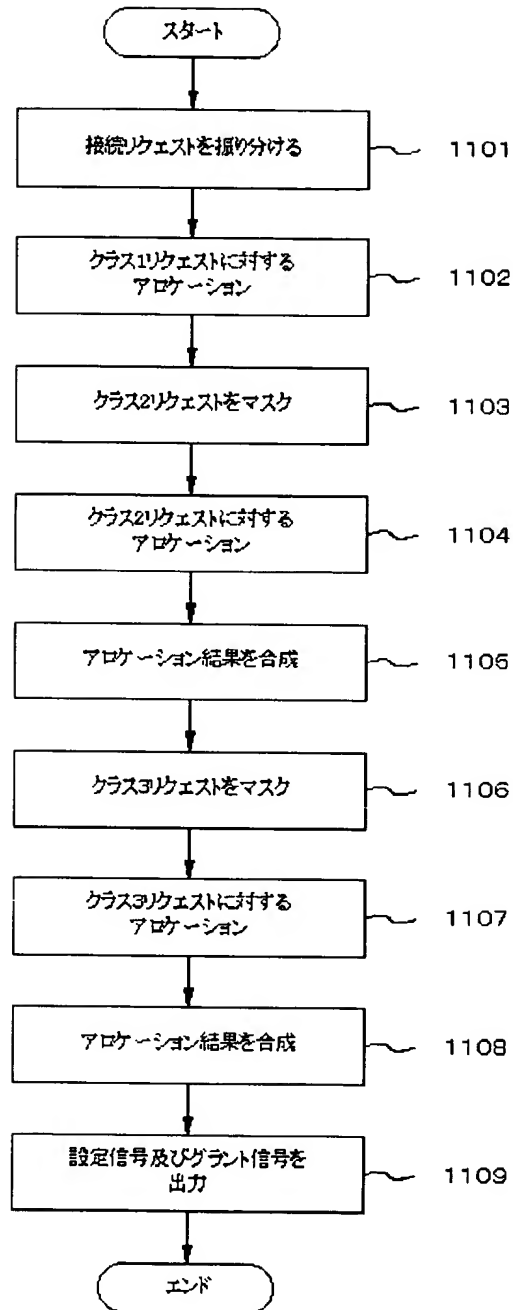 スタート
接続リクエストを振り分ける
1101
クラス1リクエストに対する
アロケーション
1102
クラス2リクエストをマスク
1103
クラス2リクエストに対する
アロケーション
1104
アロケーション結果を合成
1105
クラス3リクエストをマスク
1106
クラス3リクエストに対する
アロケーション
1107
アロケーション結果を合成
1108
設定信号及びグラント信号を
出力
1109
エンド